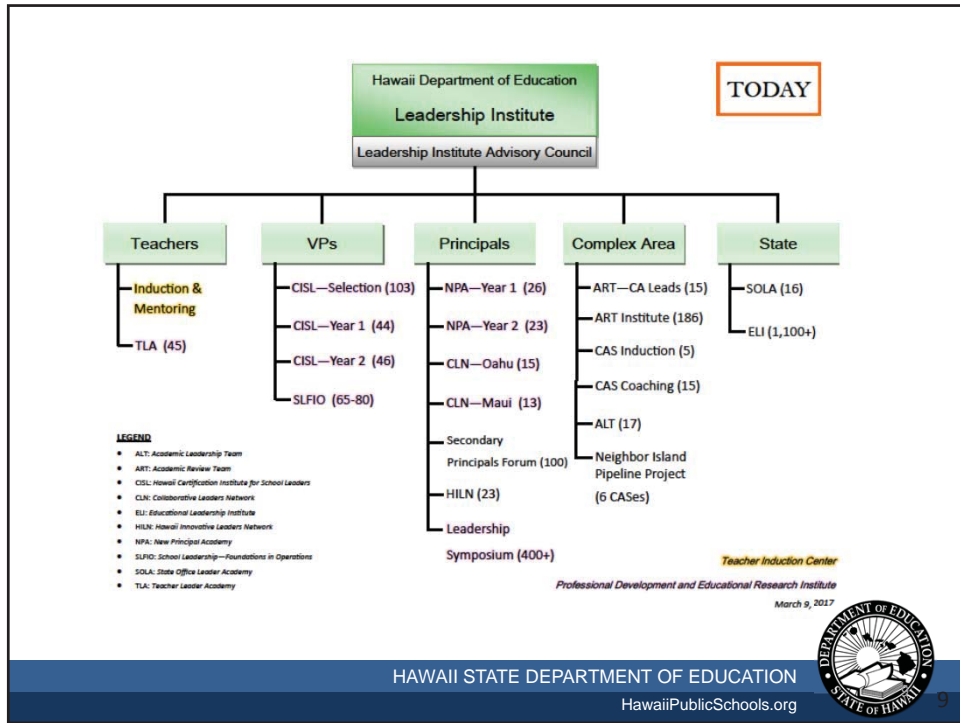 TODAY
Hawaii Department of Education
Leadership Institute
Leadership Institute Advisory Council
Teachers
Induction &
Mentoring
TLA (45)
VPs
CISL—Selection (103)
CISL—Year 1 (44)
CISL—Year 2 (46)
SLFIO (65-80)
Principals
NPA—Year 1 (26)
NPA—Year 2 (23)
CLN—Oahu (15)
CLN—Maui (13)
Secondary
Principals Forum (100)
HILN (23)
Leadership
Symposium (400+)
Complex Area
ART—CA Leads (15)
ART Institute (186)
CAS Induction (5)
CAS Coaching (15)
ALT (17)
Neighbor Island
Pipeline Project
(6 CASes)
State
SOLA (16)
ELI (1,100+)
LEGEND
ALT: Academic Leadership Team
ART: Academic Review Team
CISL: Hawaii Certification Institute for School Leaders
CLN: Collaborative Leaders Network
ELI: Educational Leadership Institute
HILN: Hawaii Innovative Leaders Network
NPA: New Principal Academy
SLFIO: School Leadership—Foundations in Operations
SOLA: State Office Leader Academy
TLA: Teacher Leader Academy
Teacher Induction Center
Professional Development and Educational Research Institute
March 9, 2017
HAWAII STATE DEPARTMENT OF EDUCATION
HawaiiPublicSchools.org
DEPARTMENT OF EDUCATION
STATE OF HAWAII
9